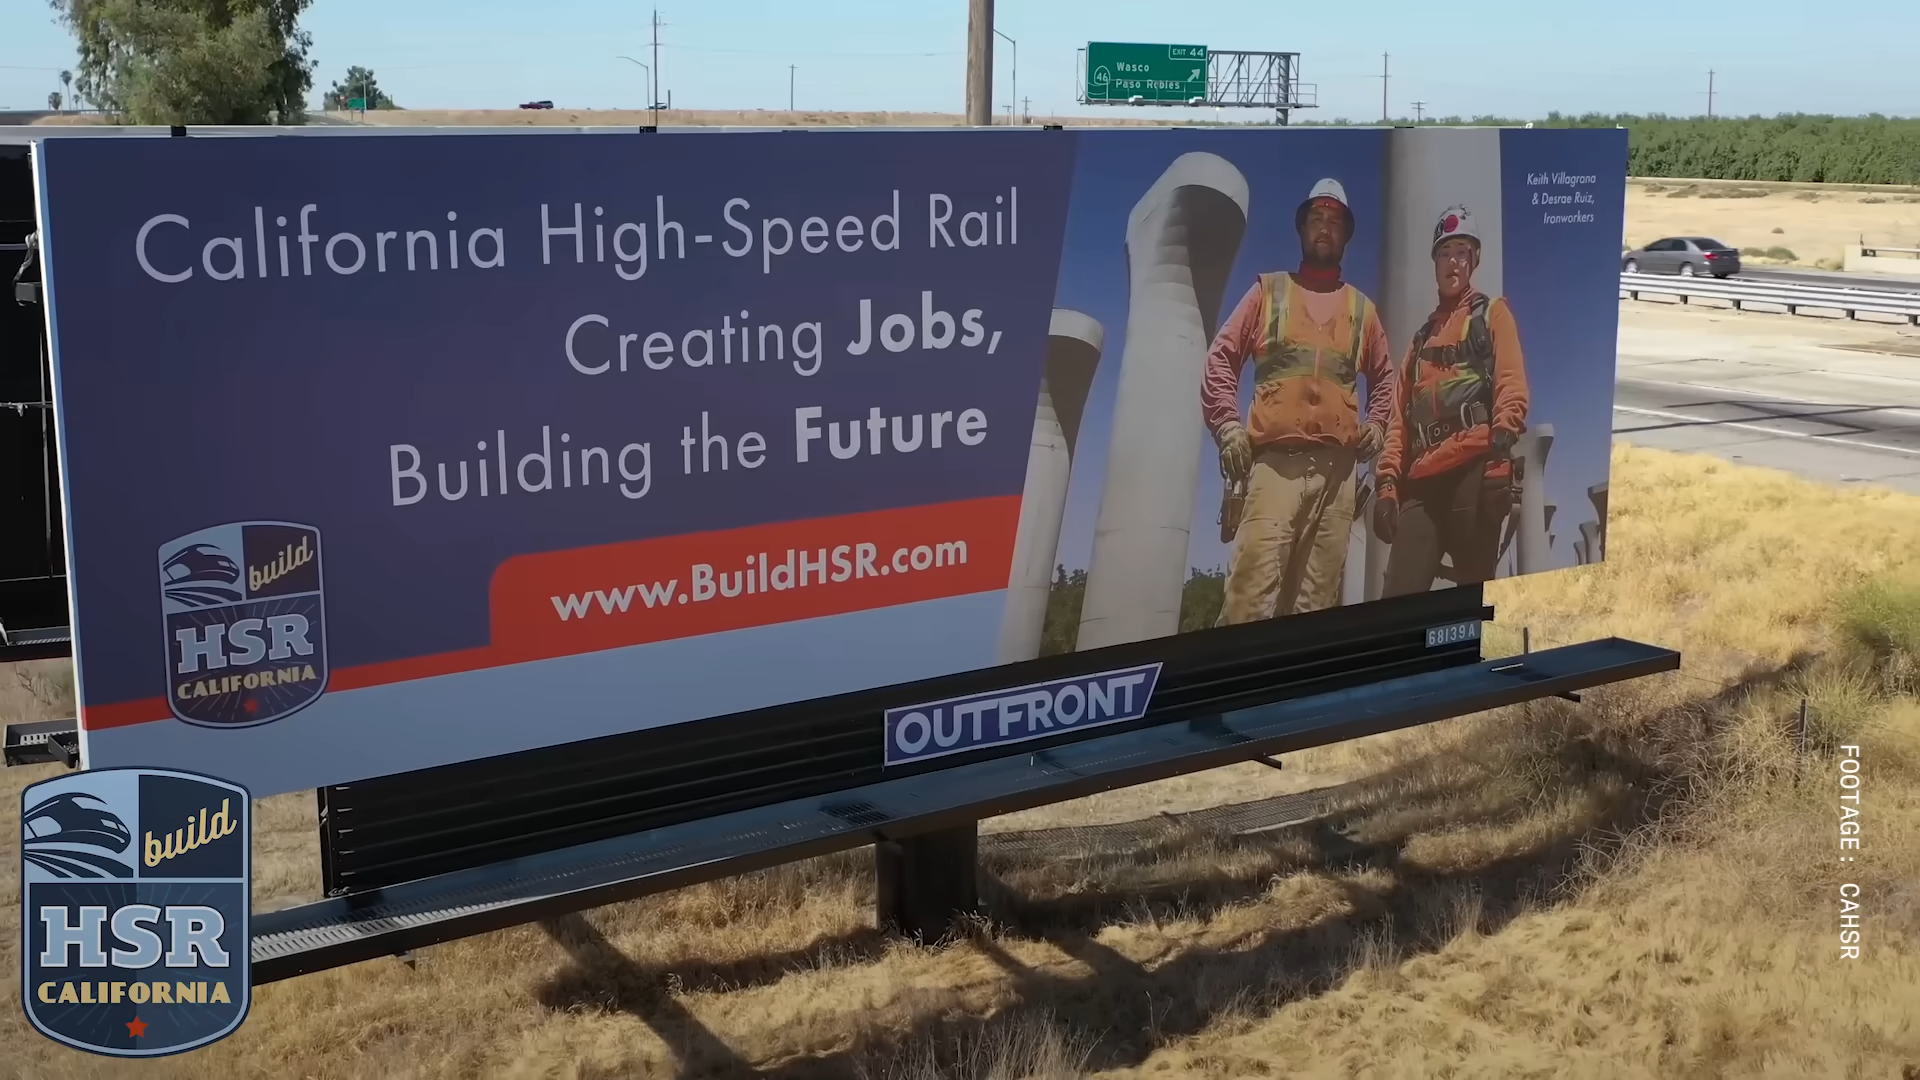 EXIT 44
46
Wasco
Paso Robles
California High-Speed Rail
Creating Jobs,
Building the Future
www.BuildHSR.com
Keith Villagrana
& Desrae Ruiz,
Ironworkers
build
HSR
CALIFORNIA
68139A
OUTFRONT
build
HSR
CALIFORNIA
FOOTAGE : CAHSR